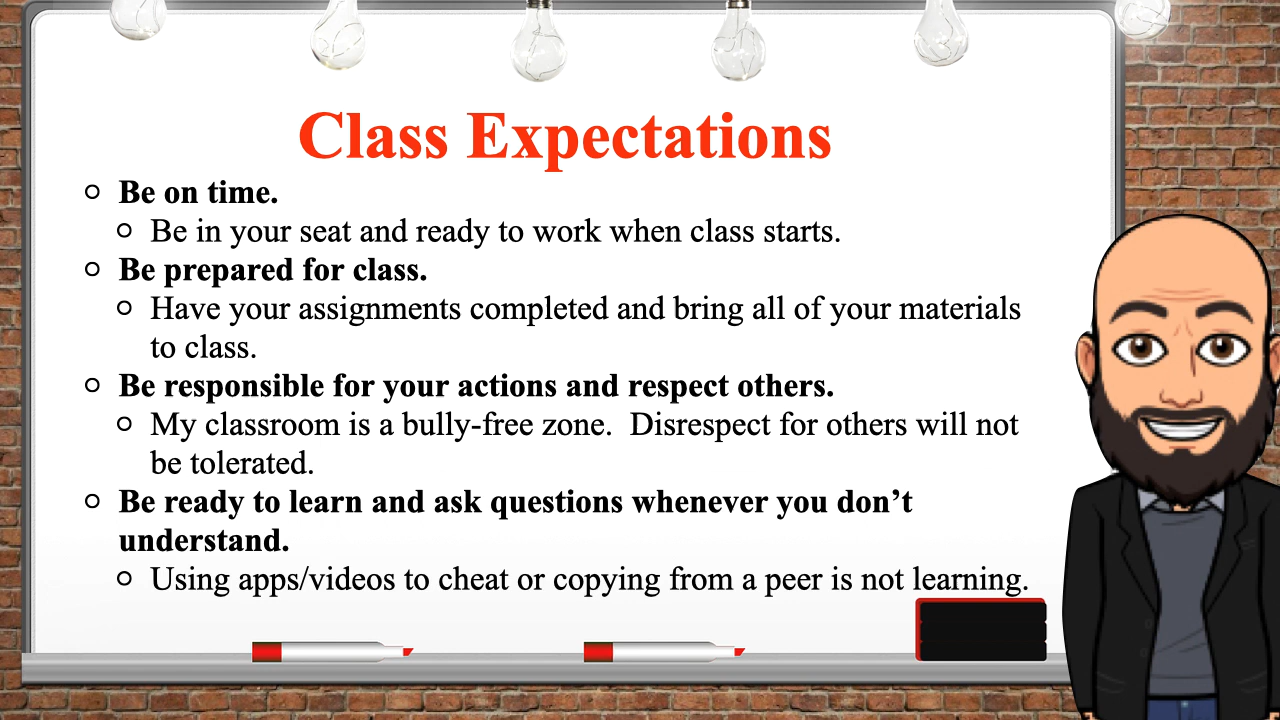 Class Expectations
Be on time.
Be in your seat and ready to work when class starts.
Be prepared for class.
Have your assignments completed and bring all of your materials
to class.
Be responsible for your actions and respect others.
My classroom is a bully-free zone.  Disrespect for others will not
be tolerated.
Be ready to learn and ask questions whenever you don’t
understand.
Using apps/videos to cheat or copying from a peer is not learning.